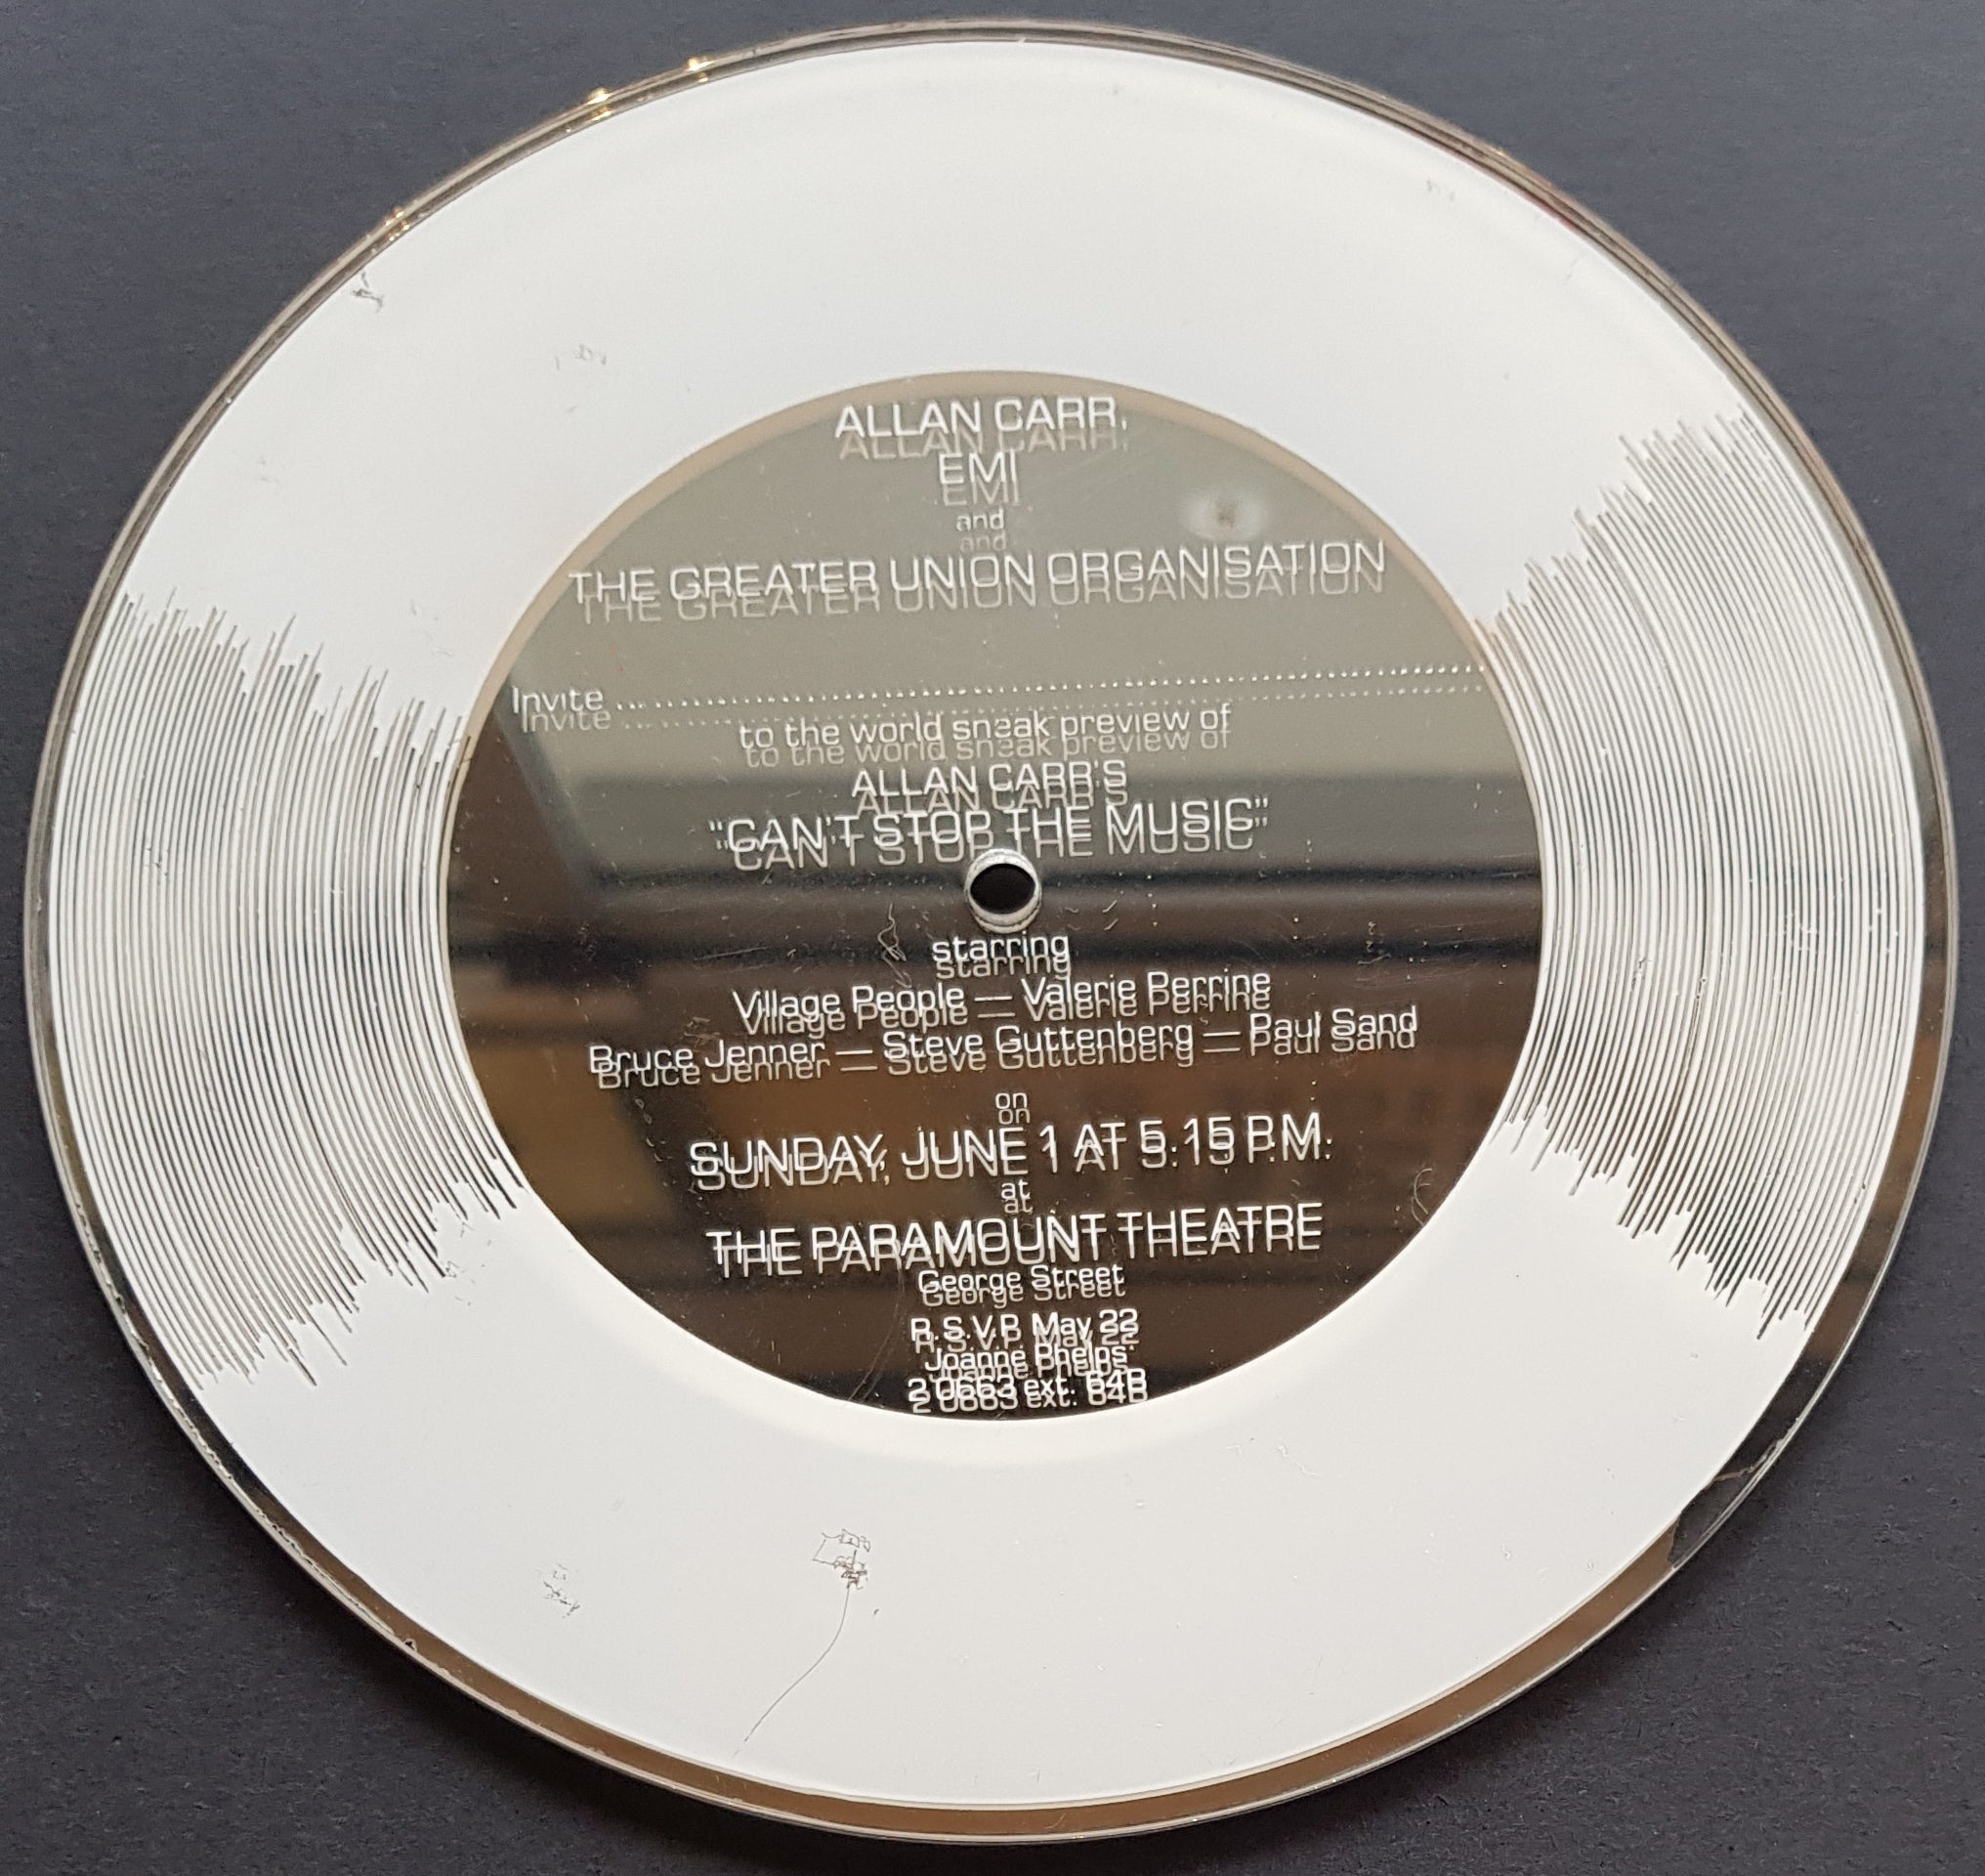 ALLAN CARR,
EMI
and
THE GREATER UNION ORGANISATION
Invite ................................................................
to the world sneak preview of
ALLAN CARR'S
"CAN'T STOP THE MUSIC"
starring
Village People — Valerie Perrine
Bruce Jenner — Steve Guttenberg — Paul Sand
on
SUNDAY, JUNE 1 AT 5.15 P.M.
at
THE PARAMOUNT THEATRE
George Street
R.S.V.P. May 22
Joanne Phelps
2 0663 ext. 64B